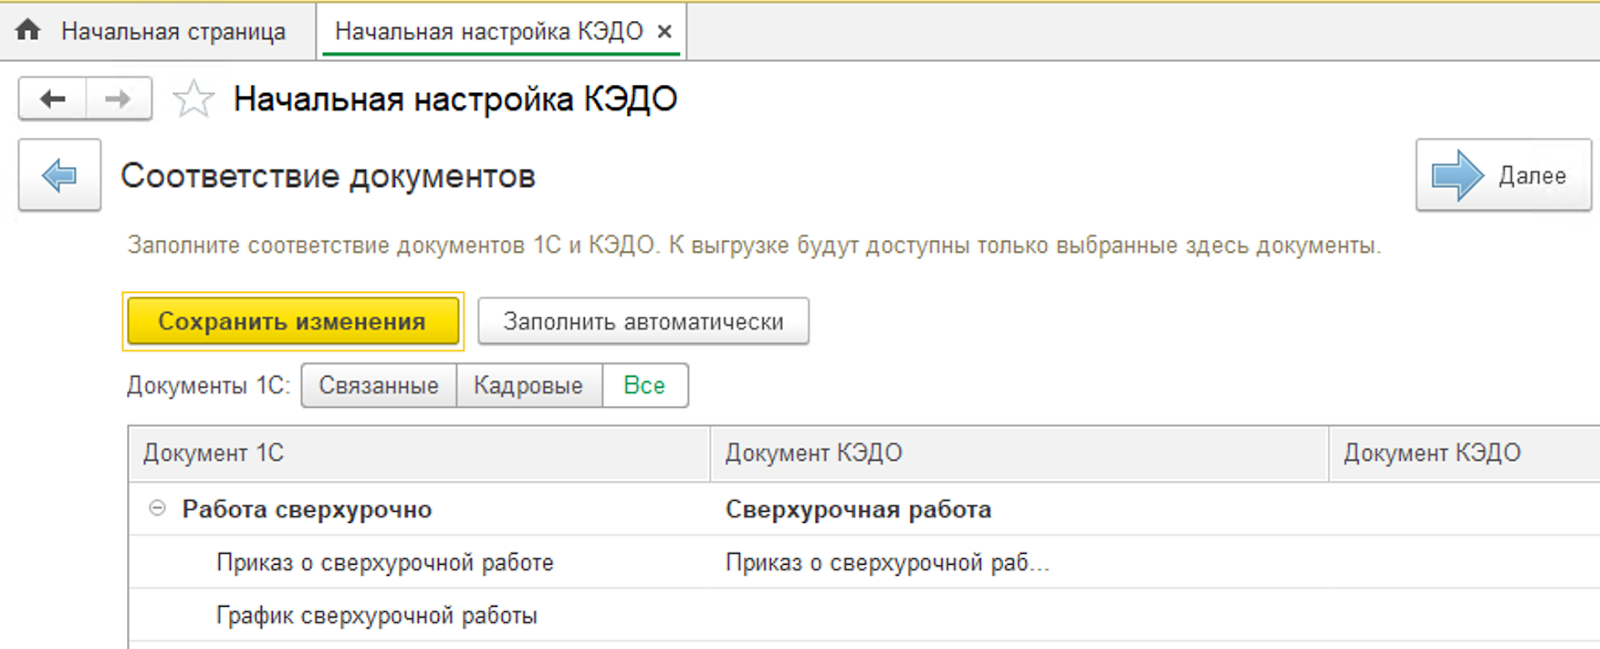 Начальная страница
Начальная настройка КЭДО ×
Начальная настройка КЭДО
Соответствие документов
Далее
Заполните соответствие документов 1С и КЭДО. К выгрузке будут доступны только выбранные здесь документы.
Сохранить изменения Заполнить автоматически
Документы 1С: Связанные Кадровые Все
Документ 1С Документ КЭДО Документ КЭДО
Работа сверхурочно Сверхурочная работа
Приказ о сверхурочной работе Приказ о сверхурочной раб...
График сверхурочной работы